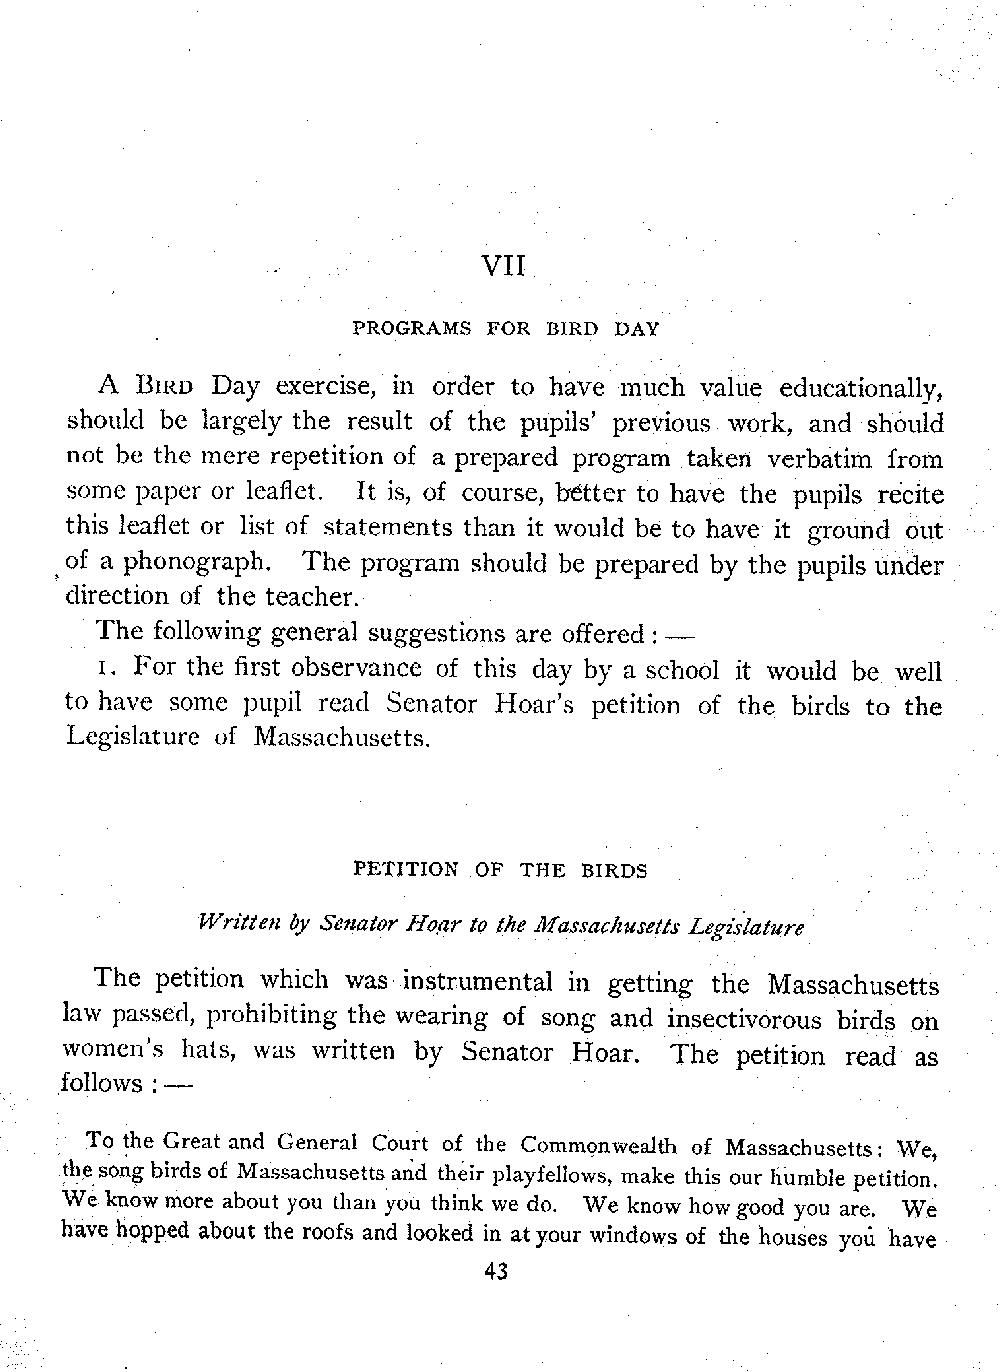 VII
PROGRAMS FOR BIRD DAY
A BIRD Day exercise, in order to have much value educationally,
should be largely the result of the pupils' previous work, and should
not be the mere repetition of a prepared program taken verbatim from
some paper or leaflet. It is, of course, better to have the pupils recite
this leaflet or list of statements than it would be to have it ground out
of a phonograph. The program should be prepared by the pupils under
direction of the teacher.
The following general suggestions are offered : —
1. For the first observance of this day by a school it would be well
to have some pupil read Senator Hoar's petition of the birds to the
Legislature of Massachusetts.
PETITION OF THE BIRDS
Written by Senator Hoar to the Massachusetts Legislature
The petition which was instrumental in getting the Massachusetts
law passed, prohibiting the wearing of song and insectivorous birds on
women's hats, was written by Senator Hoar. The petition read as
follows : —
To the Great and General Court of the Commonwealth of Massachusetts: We,
the song birds of Massachusetts and their playfellows, make this our humble petition.
We know more about you than you think we do. We know how good you are. We
have hopped about the roofs and looked in at your windows of the houses you have
43